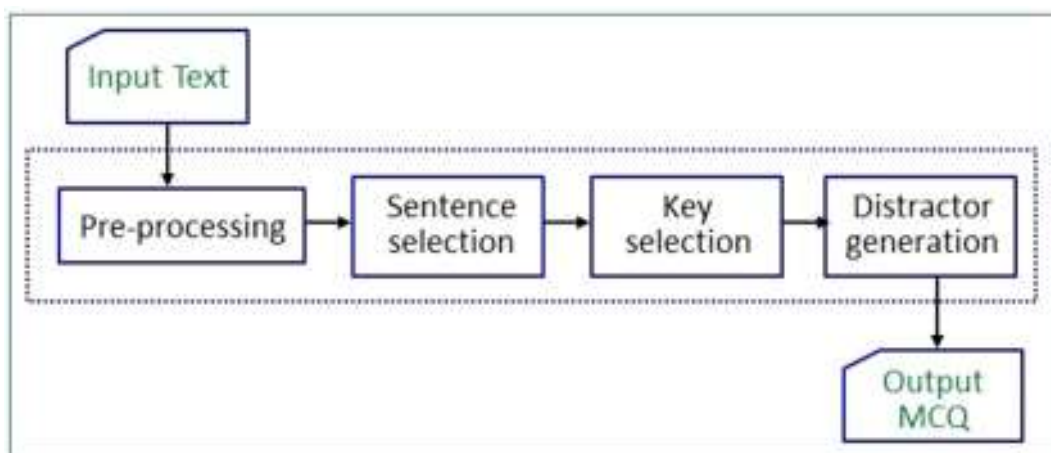 Input Text
Pre-processing
Sentence
selection
Key
selection
Distractor
generation
Output
MCQ